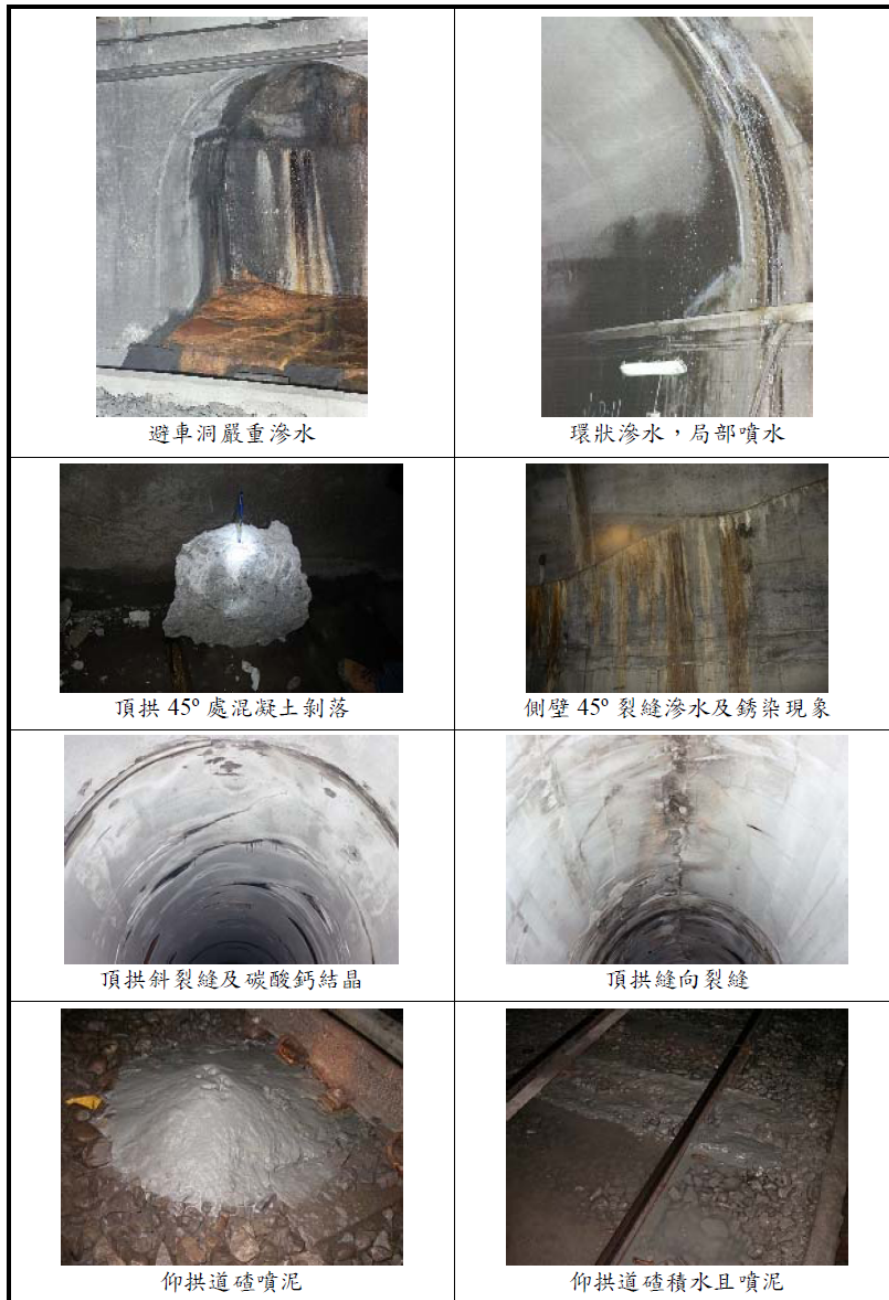 避車洞嚴重滲水
環狀滲水，局部噴水
頂拱 45° 處混凝土剝落
側壁 45° 裂縫滲水及銹染現象
頂拱斜裂縫及碳酸鈣結晶
頂拱縫向裂縫
仰拱道碴噴泥
仰拱道碴積水且噴泥